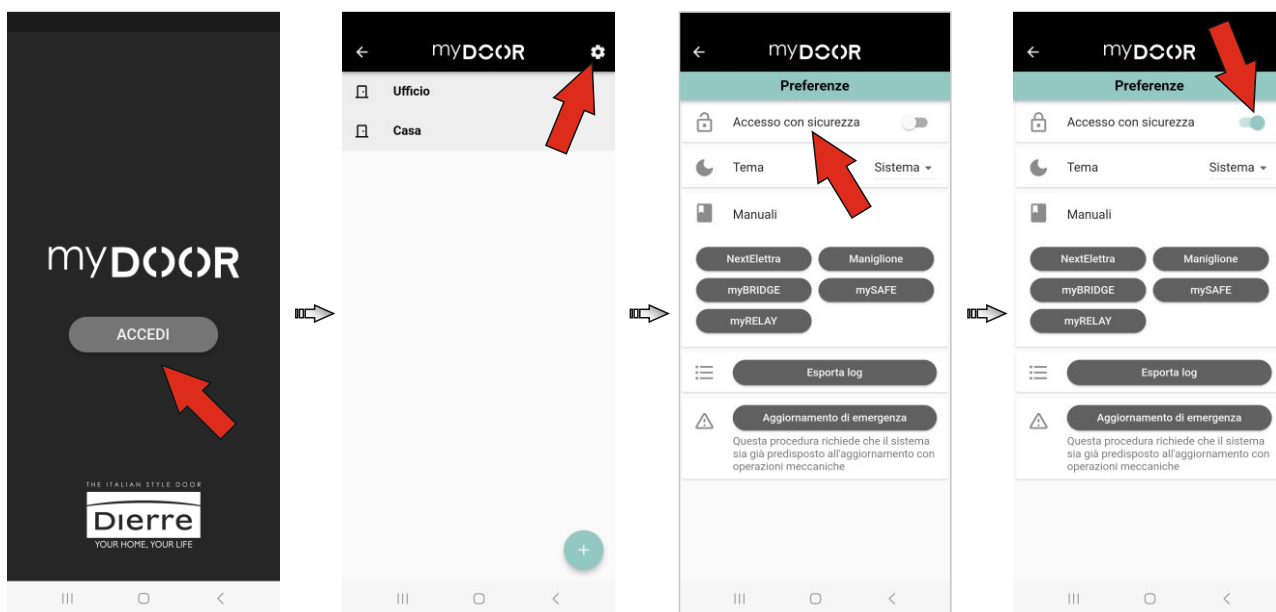 myDOOR
ACCEDI
THE ITALIAN STYLE DOOR
Dierre
YOUR HOME, YOUR LIFE
myDOOR
Ufficio
Casa
+
myDOOR
Preferenze
Accesso con sicurezza
Tema
Sistema
Manuali
NextElettra
Maniglione
myBRIDGE
mySAFE
myRELAY
Esporta log
Aggiornamento di emergenza
Questa procedura richiede che il sistema
sia già predisposto all'aggiornamento con
operazioni meccaniche
myDOOR
Preferenze
Accesso con sicurezza
Tema
Sistema
Manuali
NextElettra
Maniglione
myBRIDGE
mySAFE
myRELAY
Esporta log
Aggiornamento di emergenza
Questa procedura richiede che il sistema
sia già predisposto all'aggiornamento con
operazioni meccaniche